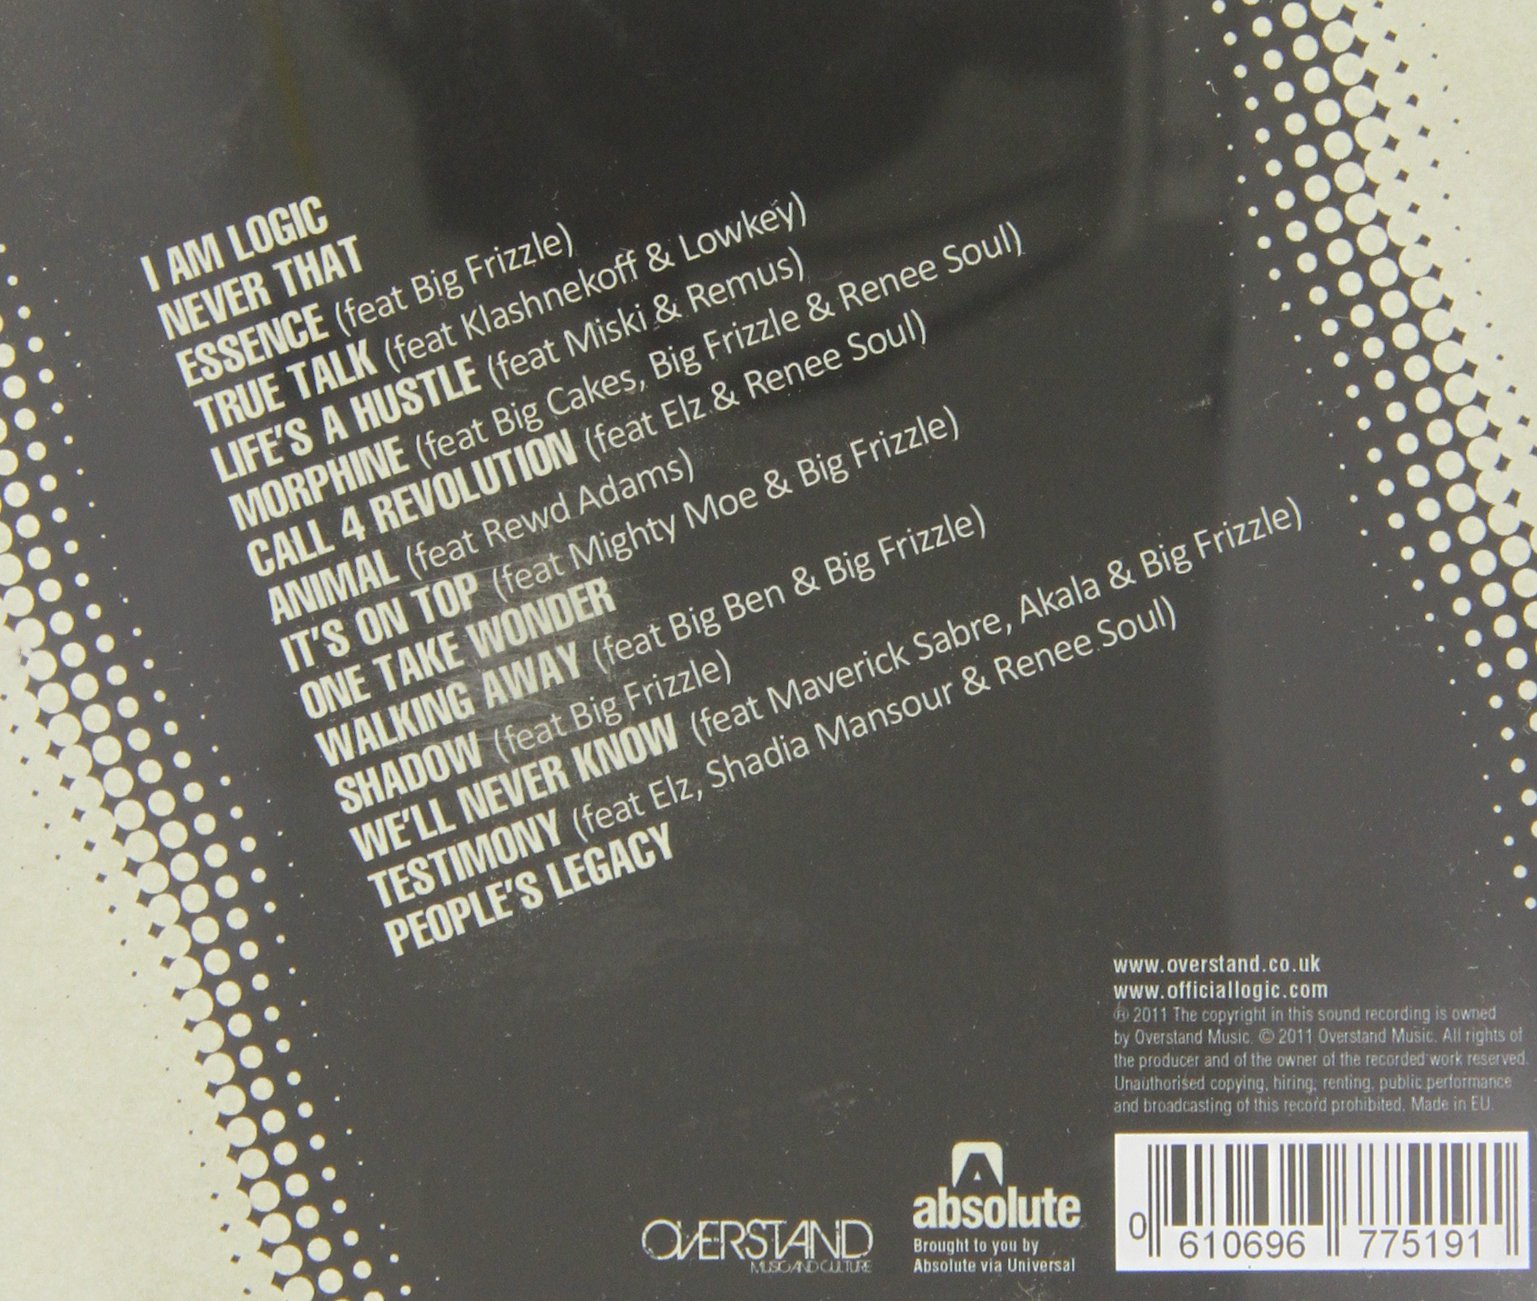 I AM LOGIC
NEVER THAT
ESSENCE (feat Big Frizzle)
TRUE TALK (feat Klashnekoff & Lowkey)
LIFE'S A HUSTLE (feat Miski & Remus)
MORPHINE (feat Big Cakes, Big Frizzle & Renee Soul)
CALL 4 REVOLUTION (feat Elz & Renee Soul)
ANIMAL (feat Rewd Adams)
IT'S ON TOP (feat Mighty Moe & Big Frizzle)
ONE TAKE WONDER
WALKING AWAY (feat Big Ben & Big Frizzle)
SHADOW (feat Big Frizzle)
WE'LL NEVER KNOW (feat Maverick Sabre, Akala & Big Frizzle)
TESTIMONY (feat Elz, Shadia Mansour & Renee Soul)
PEOPLE'S LEGACY
www.overstand.co.uk
www.officiallogic.com
℗ 2011 The copyright in this sound recording is owned
by Overstand Music. © 2011 Overstand Music. All rights of
the producer and of the owner of the recorded work reserved.
Unauthorised copying, hiring, renting, public performance
and broadcasting of this record prohibited. Made in EU.
OVERSTAND
MUSIC AND CULTURE
A
absolute
Brought to you by
Absolute via Universal
0 610696 775191